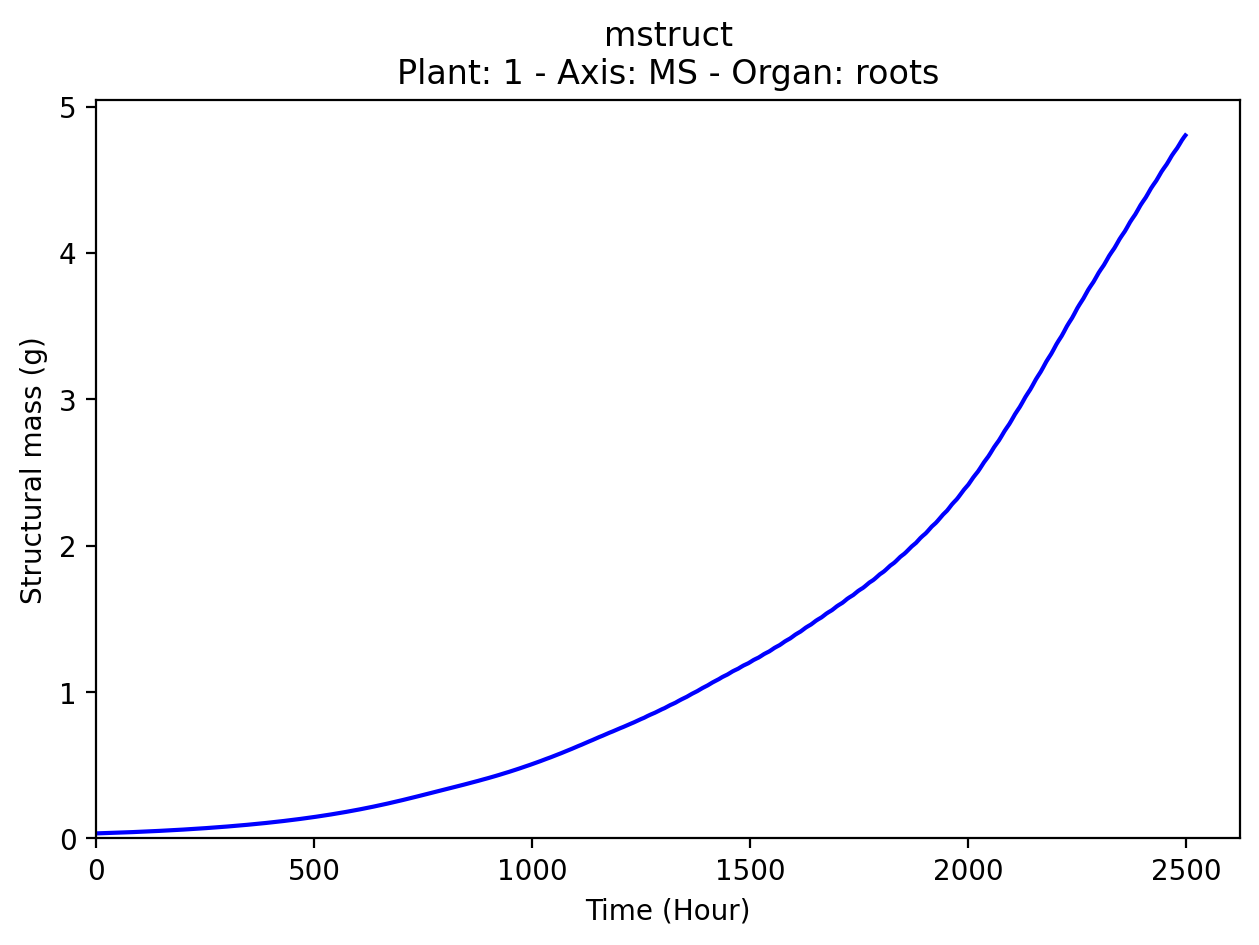 mstruct
Plant: 1 - Axis: MS - Organ: roots
5
4
3
2
1
0
Structural mass (g)
0 500 1000 1500 2000 2500
Time (Hour)